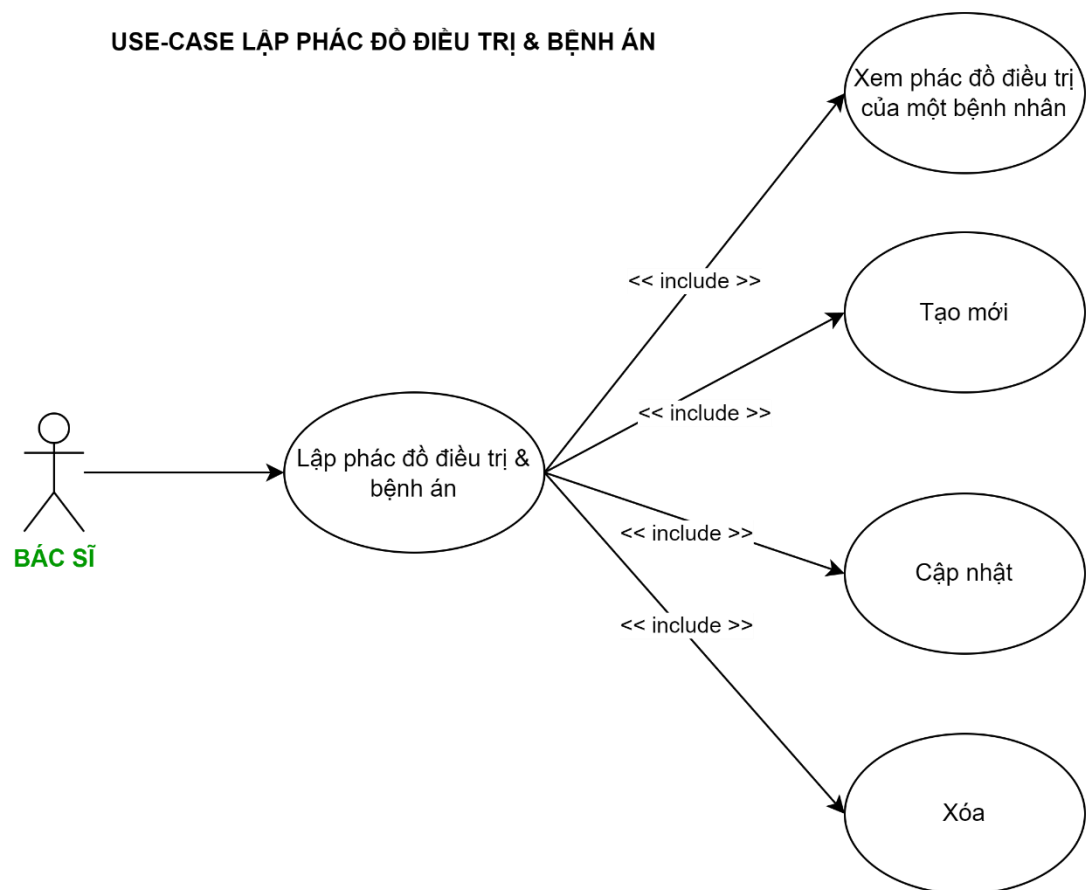 USE-CASE LẬP PHÁC ĐỒ ĐIỀU TRỊ & BỆNH ÁN
Xem phác đồ điều trị
của một bệnh nhân
<< include >>
Tạo mới
<< include >>
Lập phác đồ điều trị &
bệnh án
BÁC SĨ
<< include >>
Cập nhật
<< include >>
Xóa